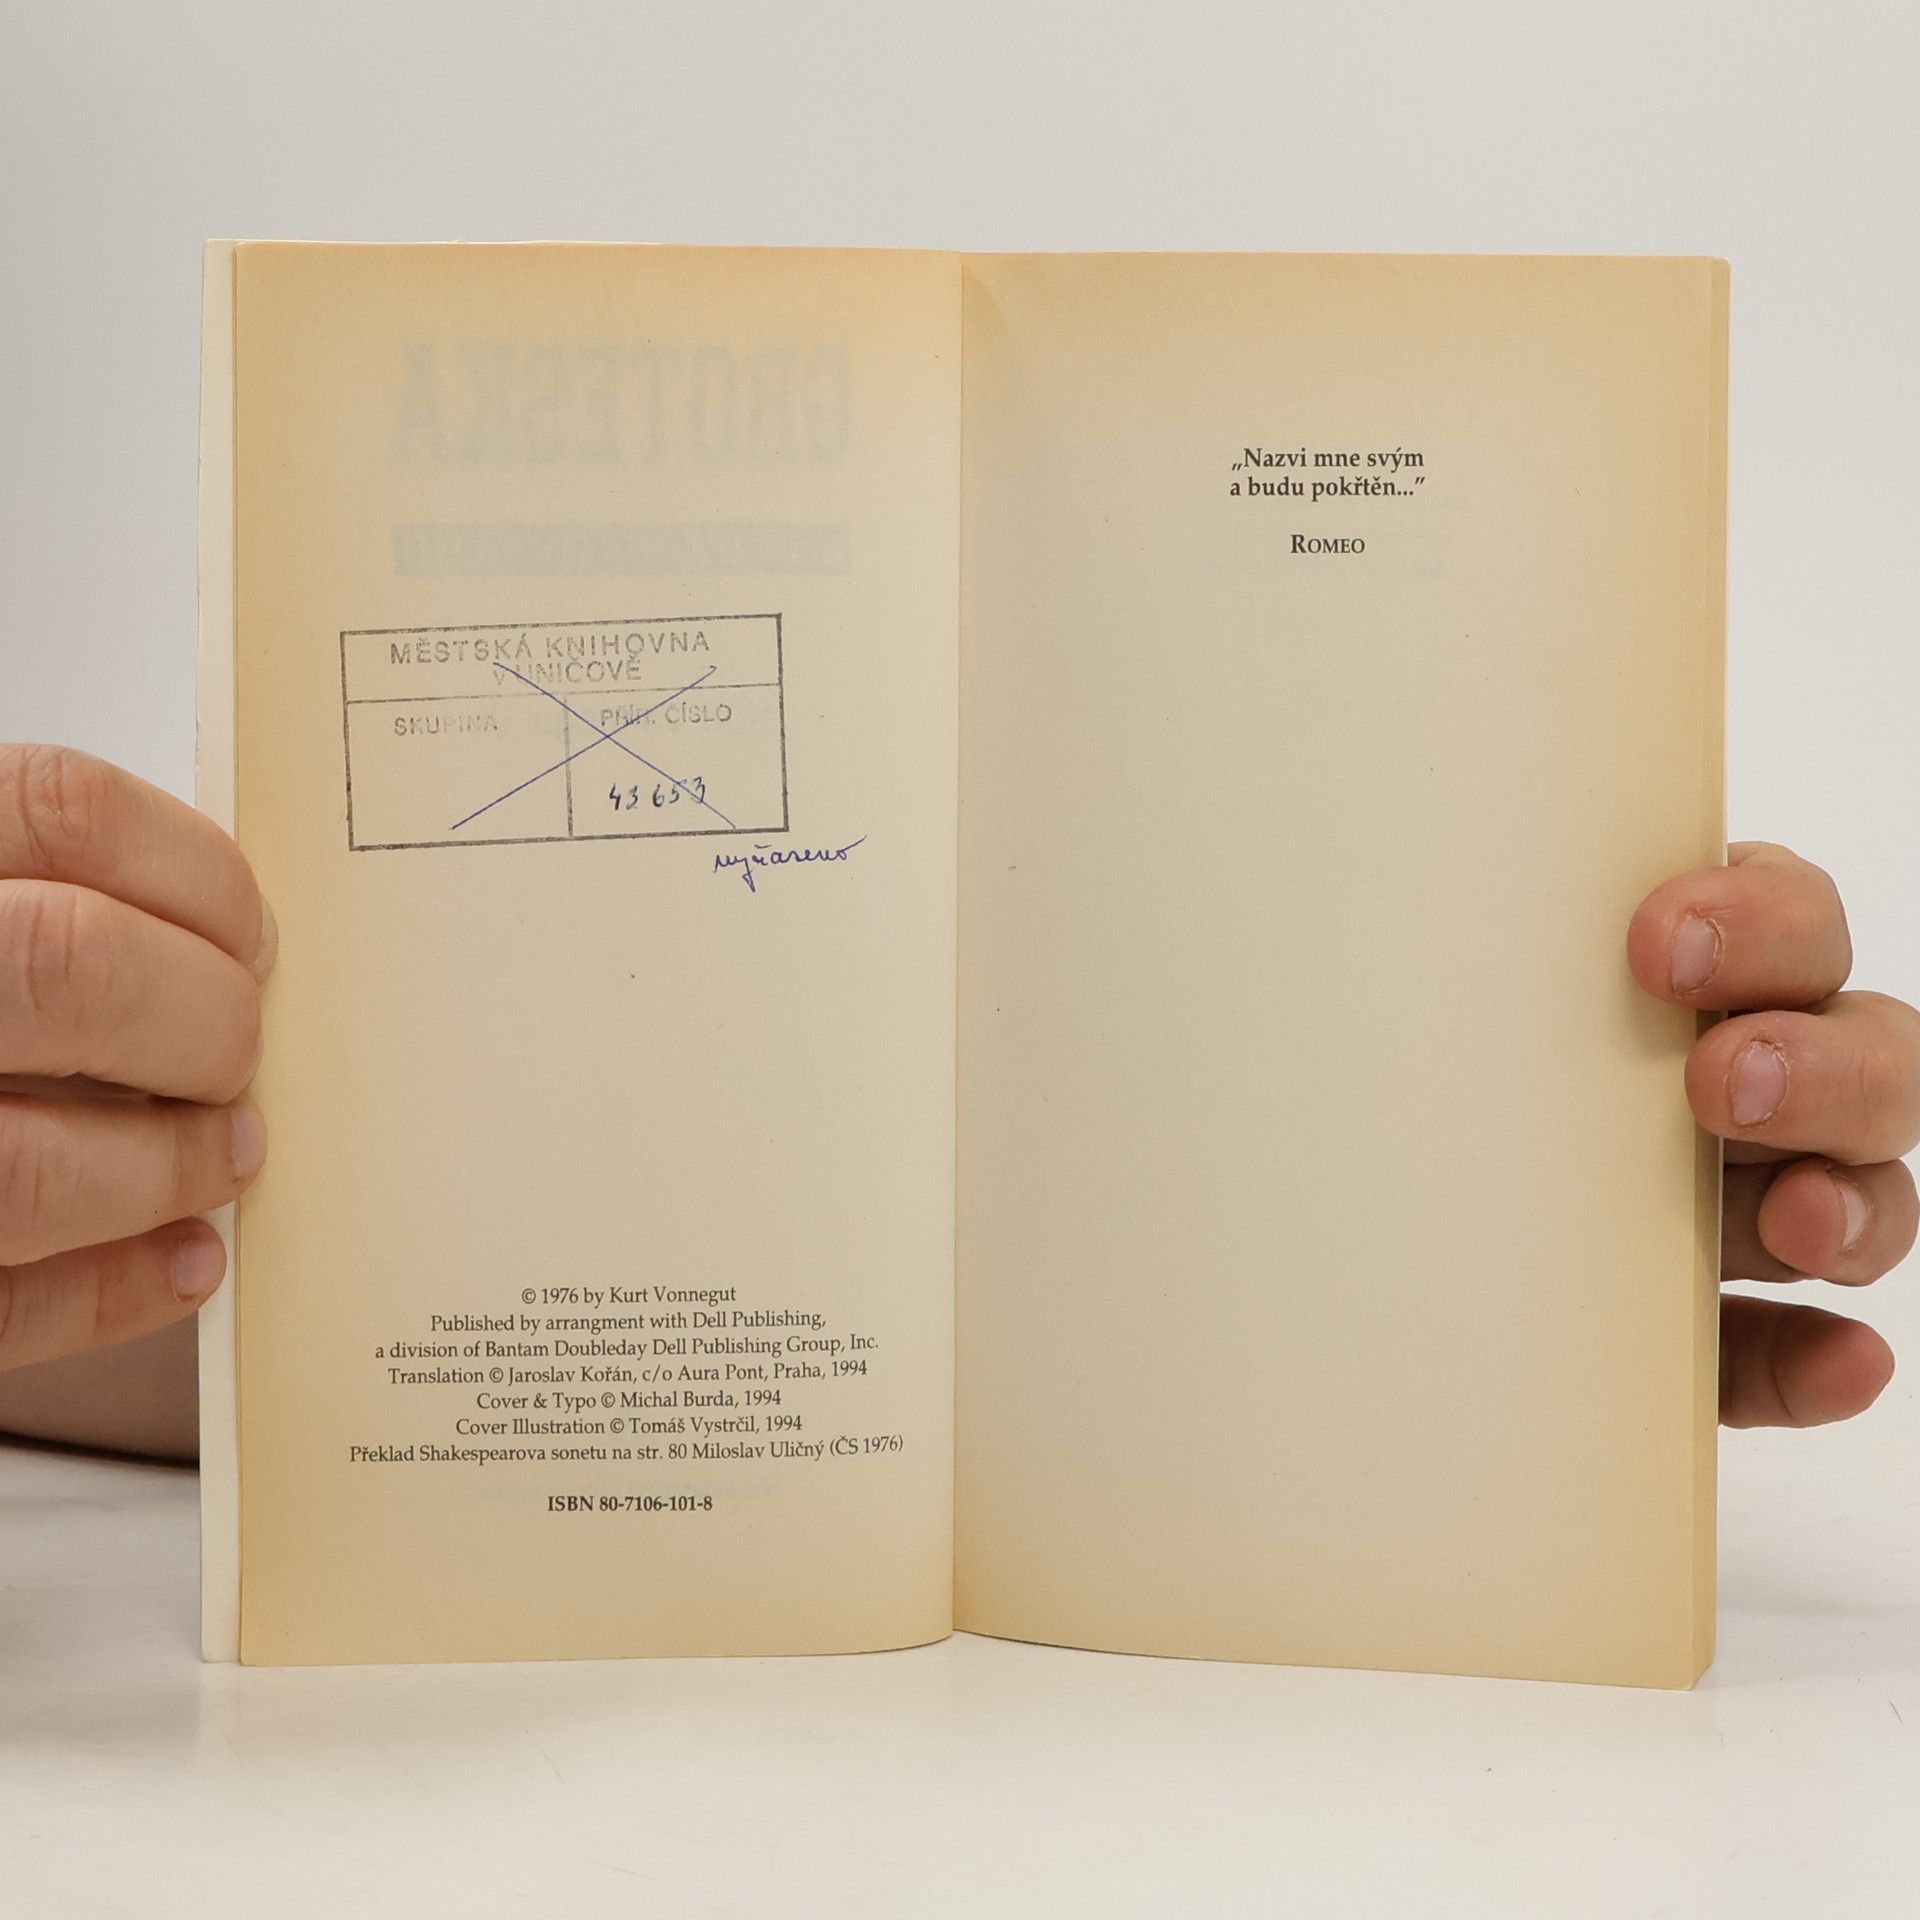 GROTESKA
MĚSTSKÁ KNIHOVNA
v UNIČOVĚ
SKUPINA
PŘÍR. ČÍSLO
43 653
vyřazeno
© 1976 by Kurt Vonnegut
Published by arrangment with Dell Publishing,
a division of Bantam Doubleday Dell Publishing Group, Inc.
Translation © Jaroslav Kořán, c/o Aura Pont, Praha, 1994
Cover & Typo © Michal Burda, 1994
Cover Illustration © Tomáš Vystrčil, 1994
Překlad Shakespearova sonetu na str. 80 Miloslav Uličný (ČS 1976)
ISBN 80-7106-101-8
„Nazvi mne svým
a budu pokřtěn...”
ROMEO